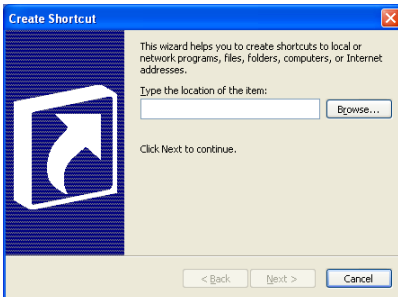 Create Shortcut
This wizard helps you to create shortcuts to local or
network programs, files, folders, computers, or Internet
addresses.
Type the location of the item:
Browse...
Click Next to continue.
< Back
Next >
Cancel